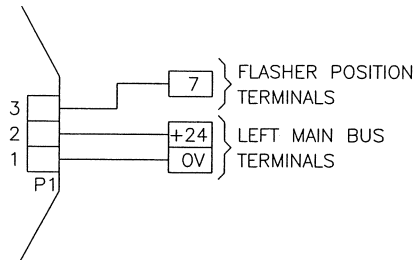 FLASHER POSITION
7
TERMINALS
3
2
+24
LEFT MAIN BUS
1
0V
TERMINALS
P1